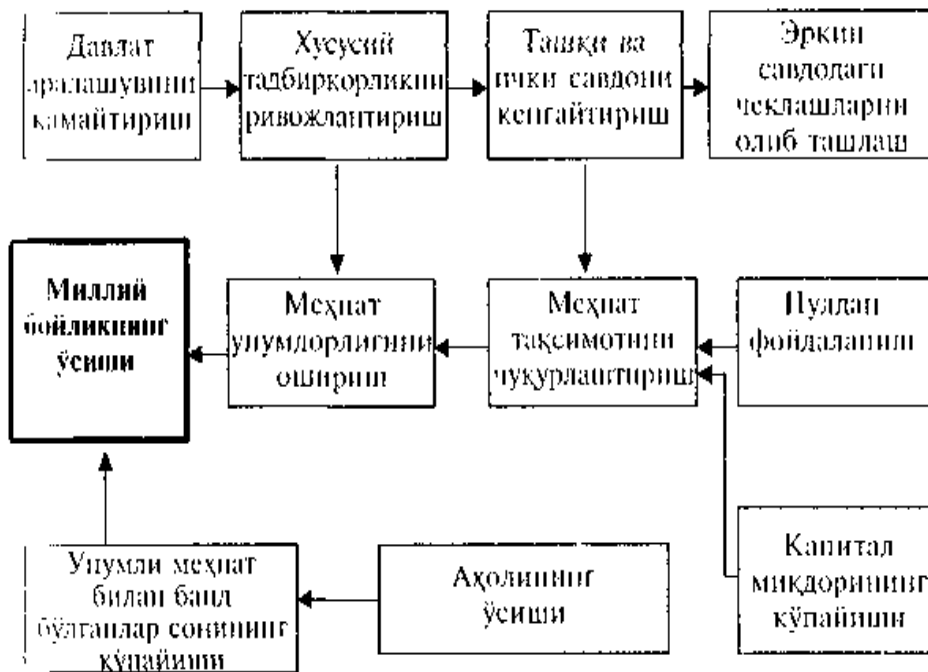 Давлат
аралашувини
камайтириш
Хусусий
тадбиркорликни
ривожлантириш
Ташқи ва
ички савдони
кенгайтириш
Эркин
савдодаги
чеклашларни
олиб ташлаш
Миллий
бойликнинг
ўсиши
Меҳнат
унумдорлигини
ошириш
Меҳнат
тақсимотини
чуқурлаштириш
Пулдан
фойдаланиш
Унумли меҳнат
билан банд
бўлганлар сонининг
кўпайиши
Аҳолининг
ўсиши
Капитал
миқдорининг
кўпайиши